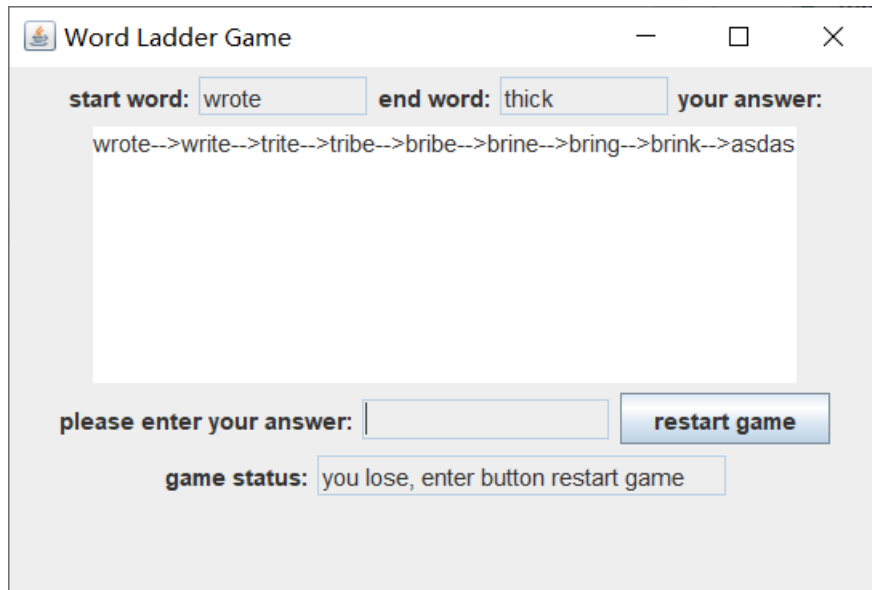 Word Ladder Game
start word: wrote end word: thick your answer:
wrote-->write-->trite-->tribe-->bribe-->brine-->bring-->brink-->asdas
please enter your answer: restart game
game status: you lose, enter button restart game